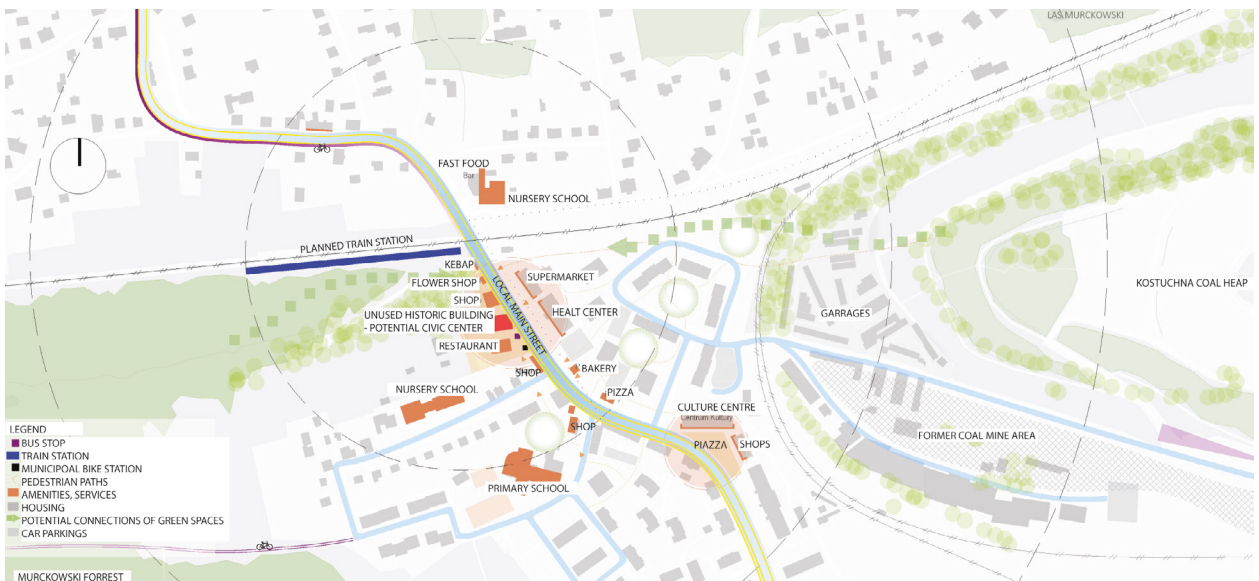 LAS MURCKOWSKI
FAST FOOD
Bar
NURSERY SCHOOL
PLANNED TRAIN STATION
KEBAP
SUPERMARKET
FLOWER SHOP
SHOP
LOCAL MAIN STREET
KOSTUCHNA COAL HEAP
UNUSED HISTORIC BUILDING
- POTENTIAL CIVIC CENTER
HEALT CENTER
GARRAGES
RESTAURANT
SHOP
BAKERY
NURSERY SCHOOL
PIZZA
CULTURE CENTRE
Centrum Kultury
SHOP
PIAZZA
SHOPS
FORMER COAL MINE AREA
PRIMARY SCHOOL
LEGEND
BUS STOP
TRAIN STATION
MUNICIPOAL BIKE STATION
PEDESTRIAN PATHS
AMENITIES, SERVICES
HOUSING
POTENTIAL CONNECTIONS OF GREEN SPACES
CAR PARKINGS
MURCKOWSKI FORREST